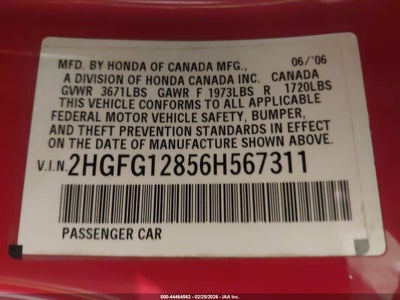 MFD. BY HONDA OF CANADA MFG., 06/'06
A DIVISION OF HONDA CANADA INC. CANADA
GVWR 3671LBS GAWR F 1973LBS R 1720LBS
THIS VEHICLE CONFORMS TO ALL APPLICABLE
FEDERAL MOTOR VEHICLE SAFETY, BUMPER,
AND THEFT PREVENTION STANDARDS IN EFFECT
ON THE DATE OF MANUFACTURE SHOWN ABOVE.
V.I.N. 2HGFG12856H567311
PASSENGER CAR
000-44464562 - 02/25/2026 - IAA Inc.